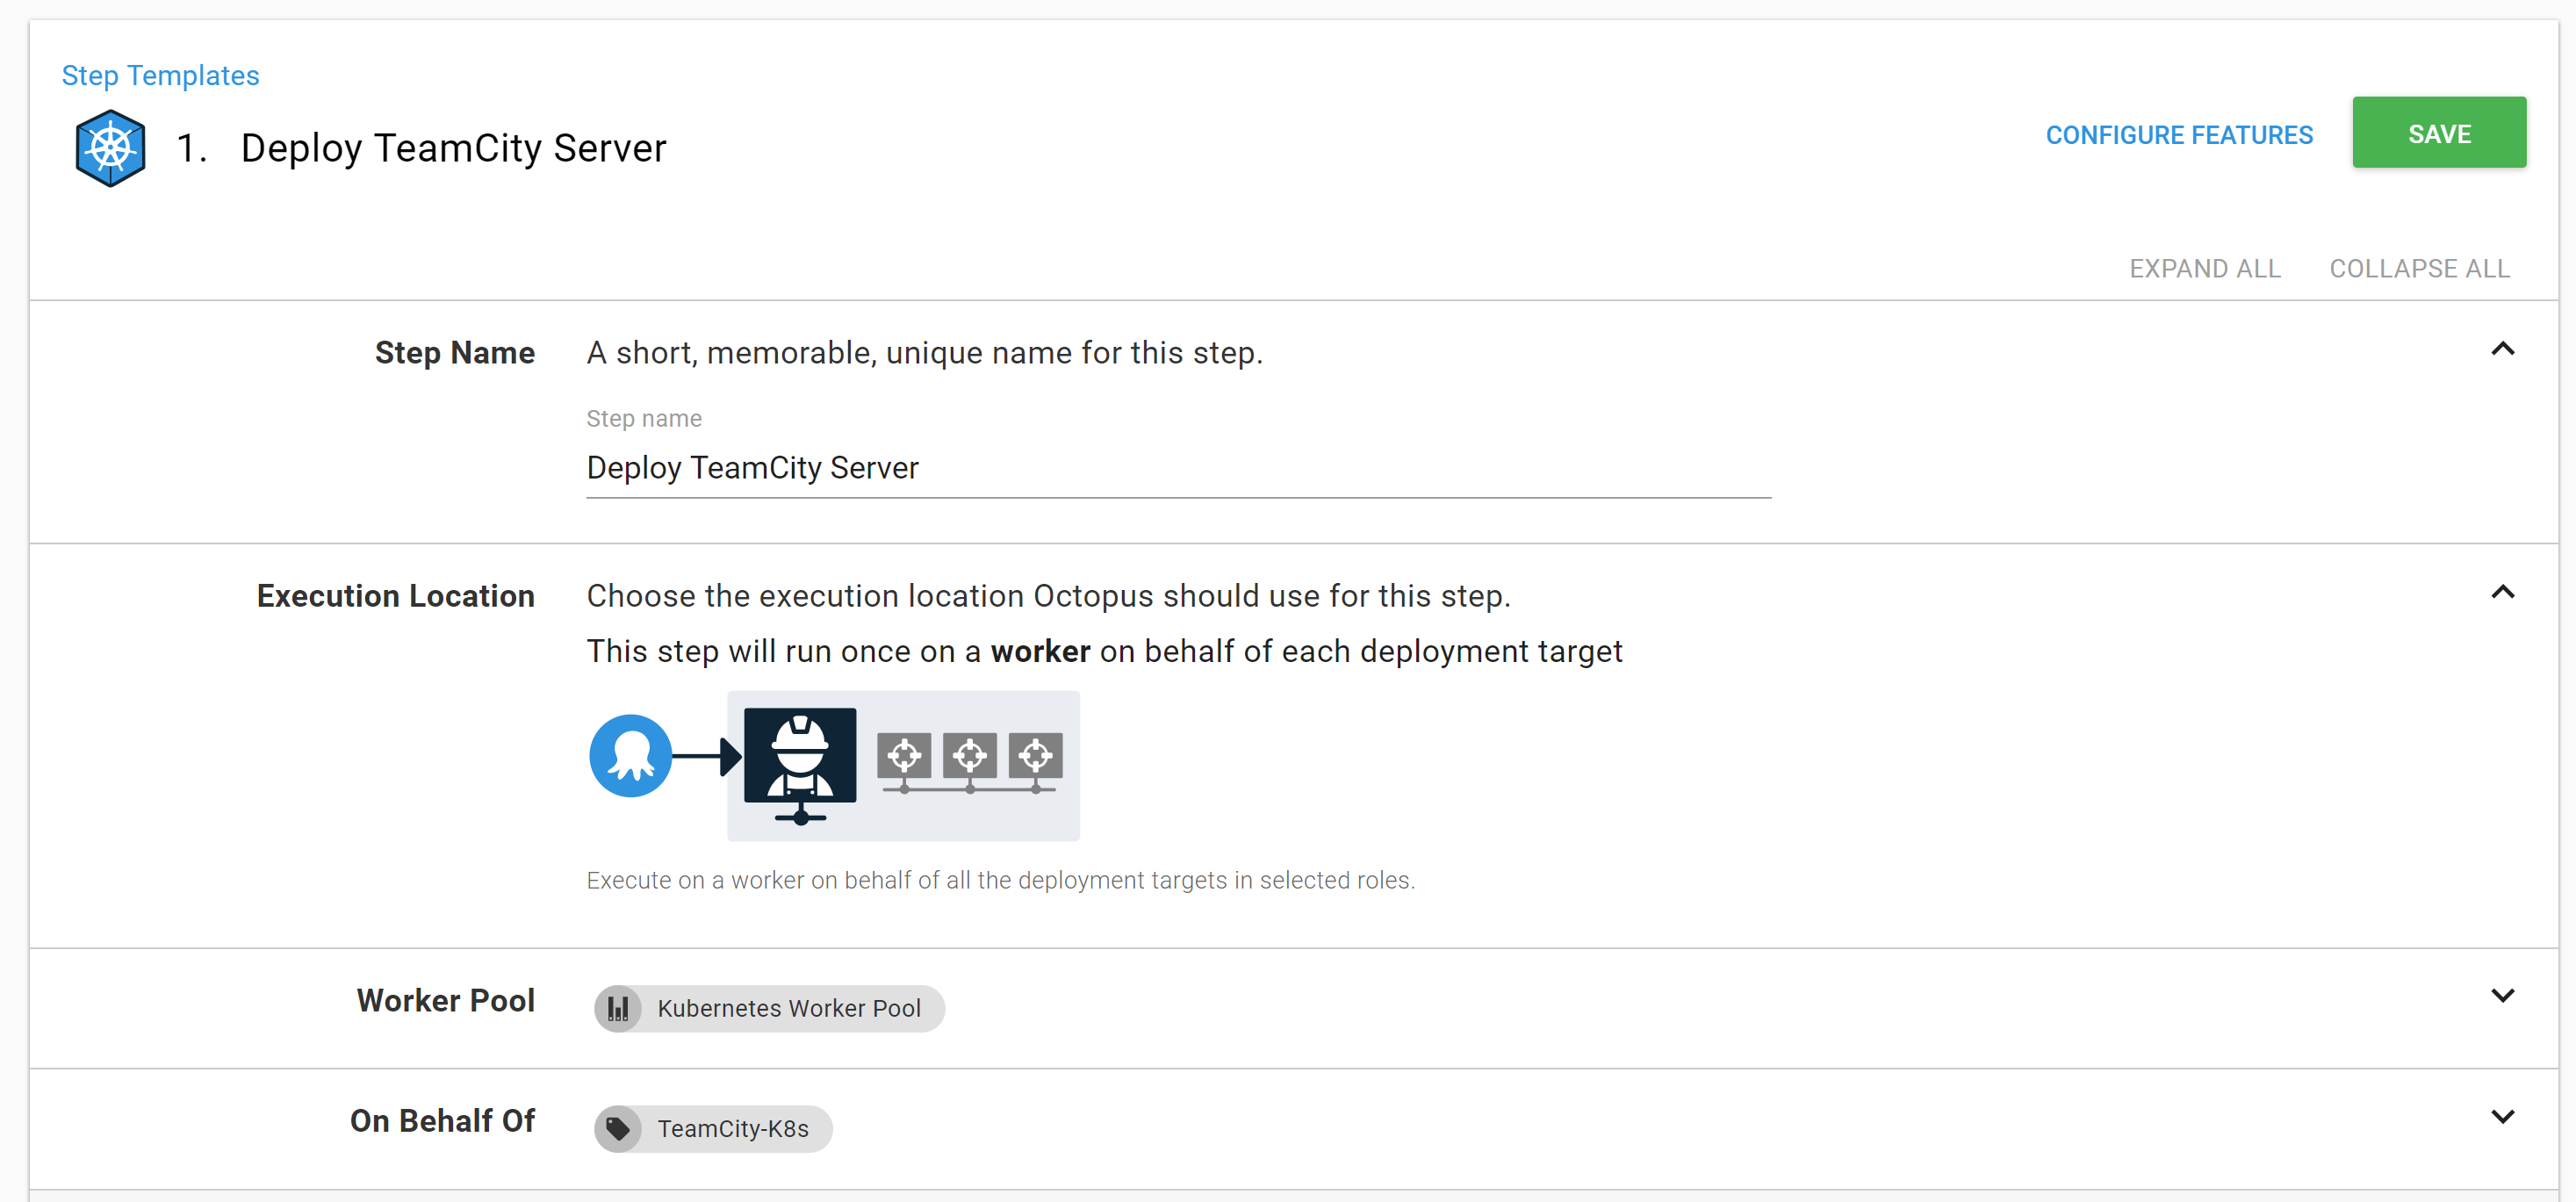 Step Templates
1. Deploy TeamCity Server
CONFIGURE FEATURES
SAVE
EXPAND ALL
COLLAPSE ALL
Step Name
A short, memorable, unique name for this step.
Step name
Deploy TeamCity Server
Execution Location
Choose the execution location Octopus should use for this step.
This step will run once on a worker on behalf of each deployment target
Execute on a worker on behalf of all the deployment targets in selected roles.
Worker Pool
Kubernetes Worker Pool
On Behalf Of
TeamCity-K8s